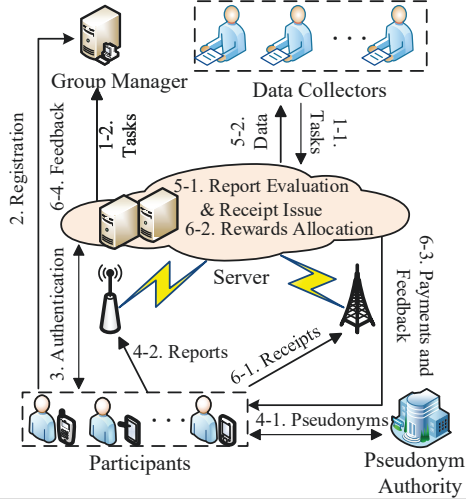 Group Manager
Data Collectors
2. Registration
6-4. Feedback
1-2.
Tasks
5-2.
Data
1-1.
Tasks
5-1. Report Evaluation
& Receipt Issue
6-2. Rewards Allocation
Server
3. Authentication
4-2. Reports
6-1. Receipts
6-3. Payments and
Feedback
4-1. Pseudonyms
Participants
Pseudonym
Authority